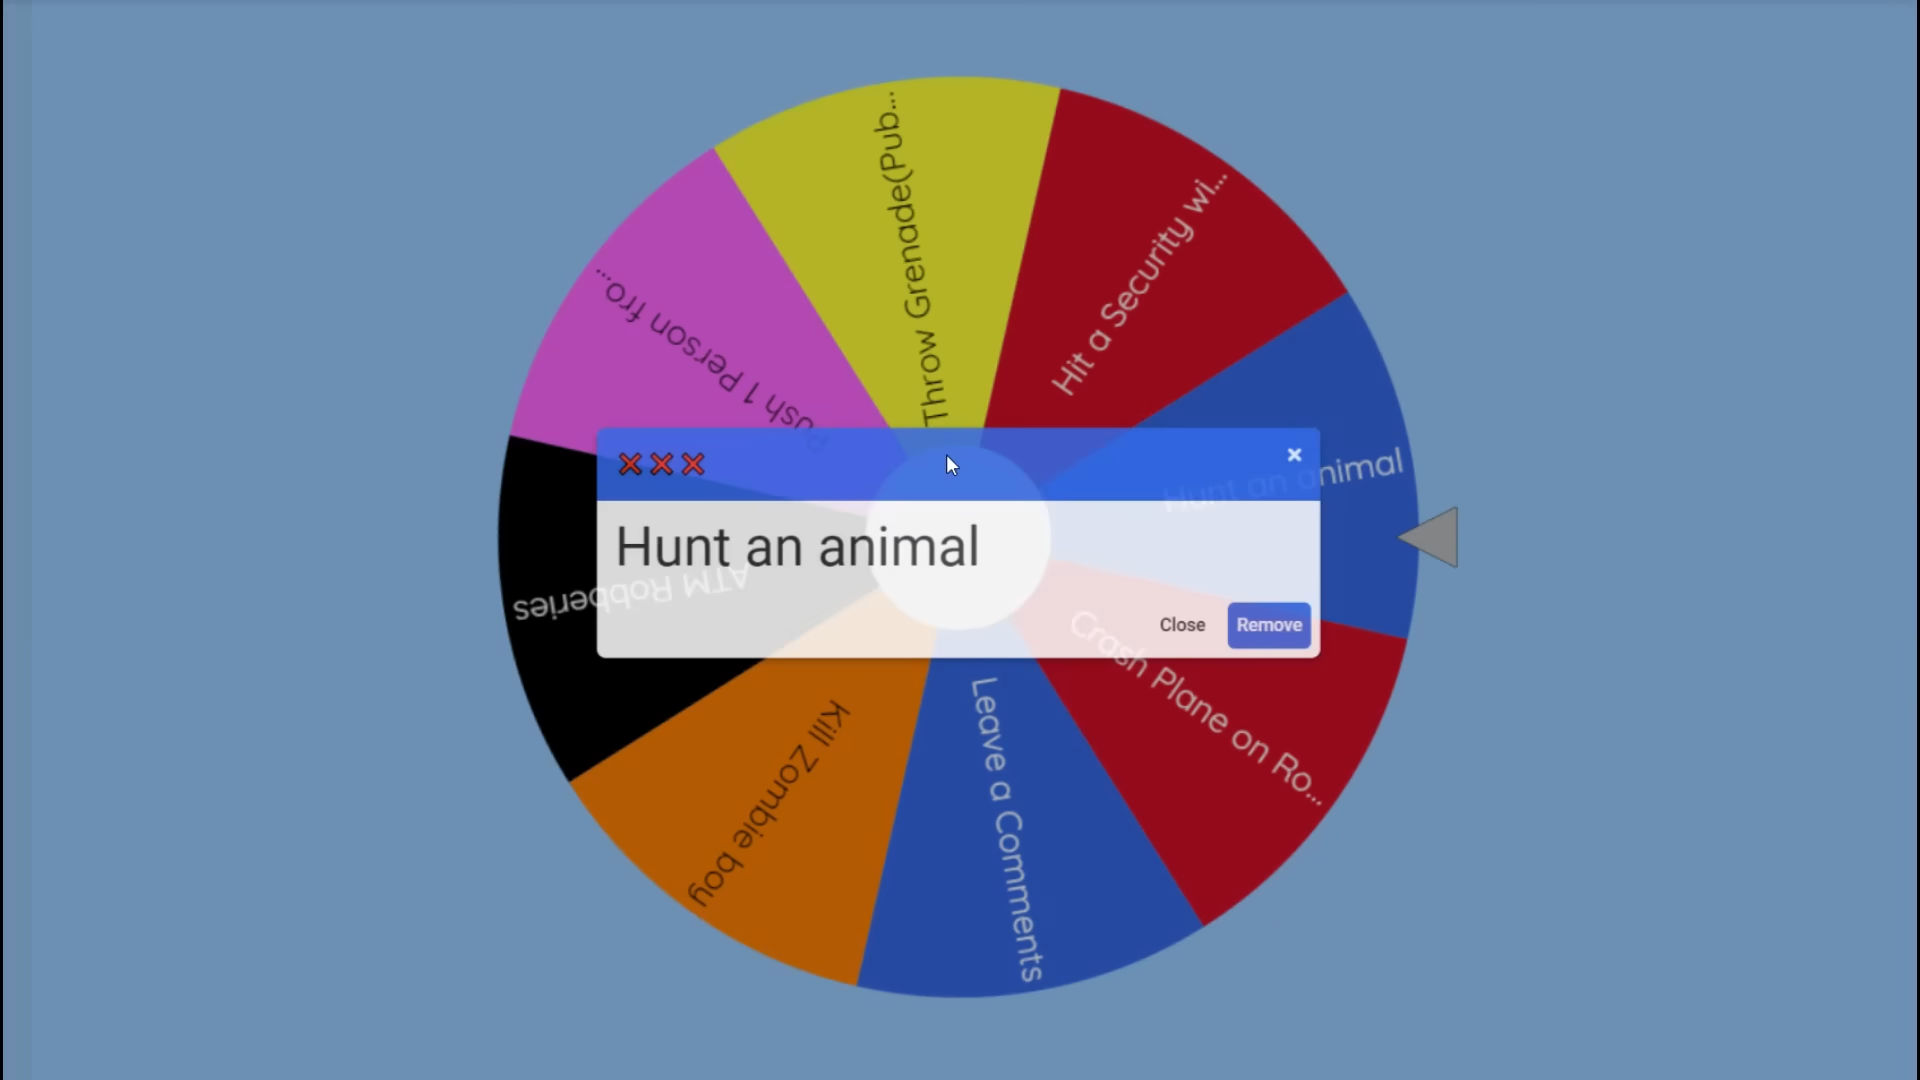 Throw Grenade(Pub...
Hit a Security wi...
Push 1 Person fro...
Hunt an animal
❌❌❌
×
Hunt an animal
ATM Robberies
Close
Remove
Crash Plane on Ro...
Leave a Comments
Kill Zombie boy